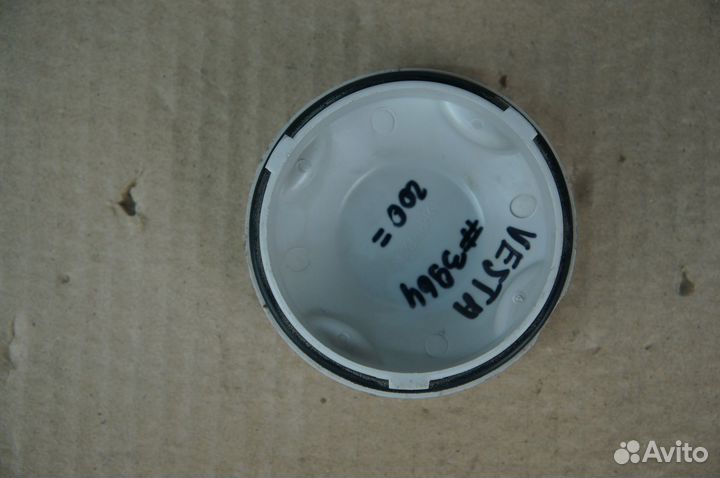 VESTA
#3964
200=
Avito